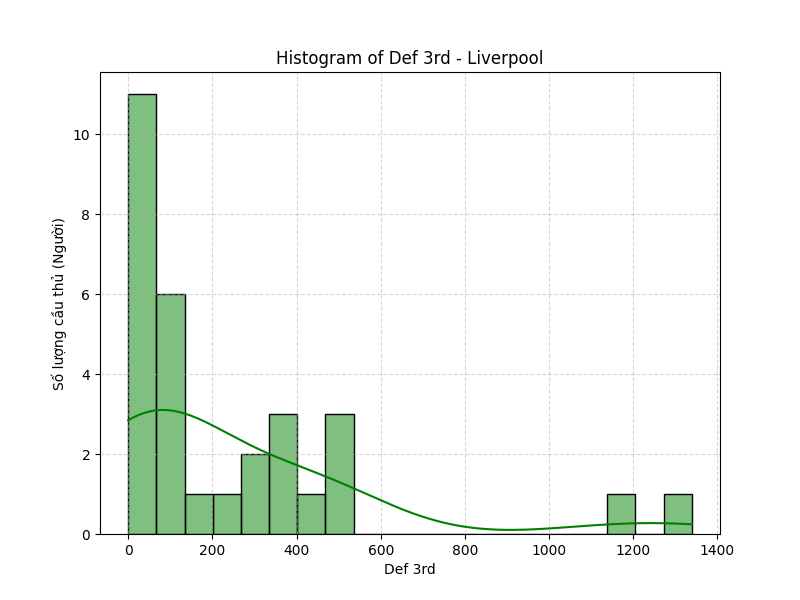 Histogram of Def 3rd - Liverpool
Số lượng cầu thủ (Người)
10
8
6
4
2
0
0 200 400 600 800 1000 1200 1400
Def 3rd